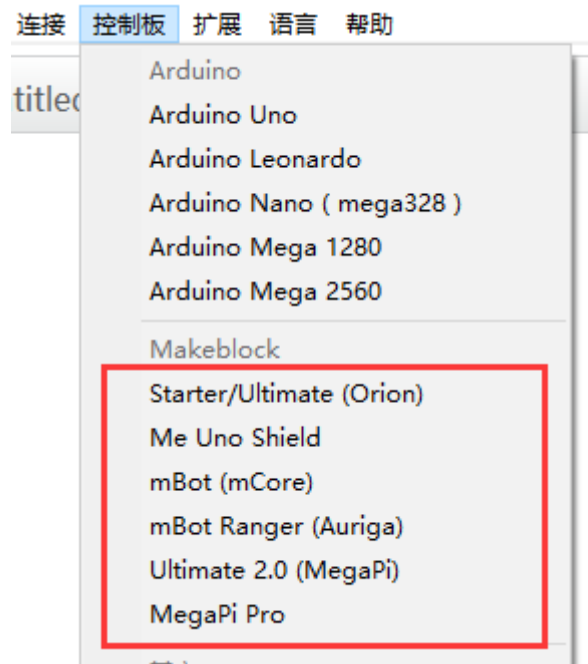 连接 控制板 扩展 语言 帮助
Arduino
Arduino Uno
Arduino Leonardo
Arduino Nano ( mega328 )
Arduino Mega 1280
Arduino Mega 2560
Makeblock
Starter/Ultimate (Orion)
Me Uno Shield
mBot (mCore)
mBot Ranger (Auriga)
Ultimate 2.0 (MegaPi)
MegaPi Pro